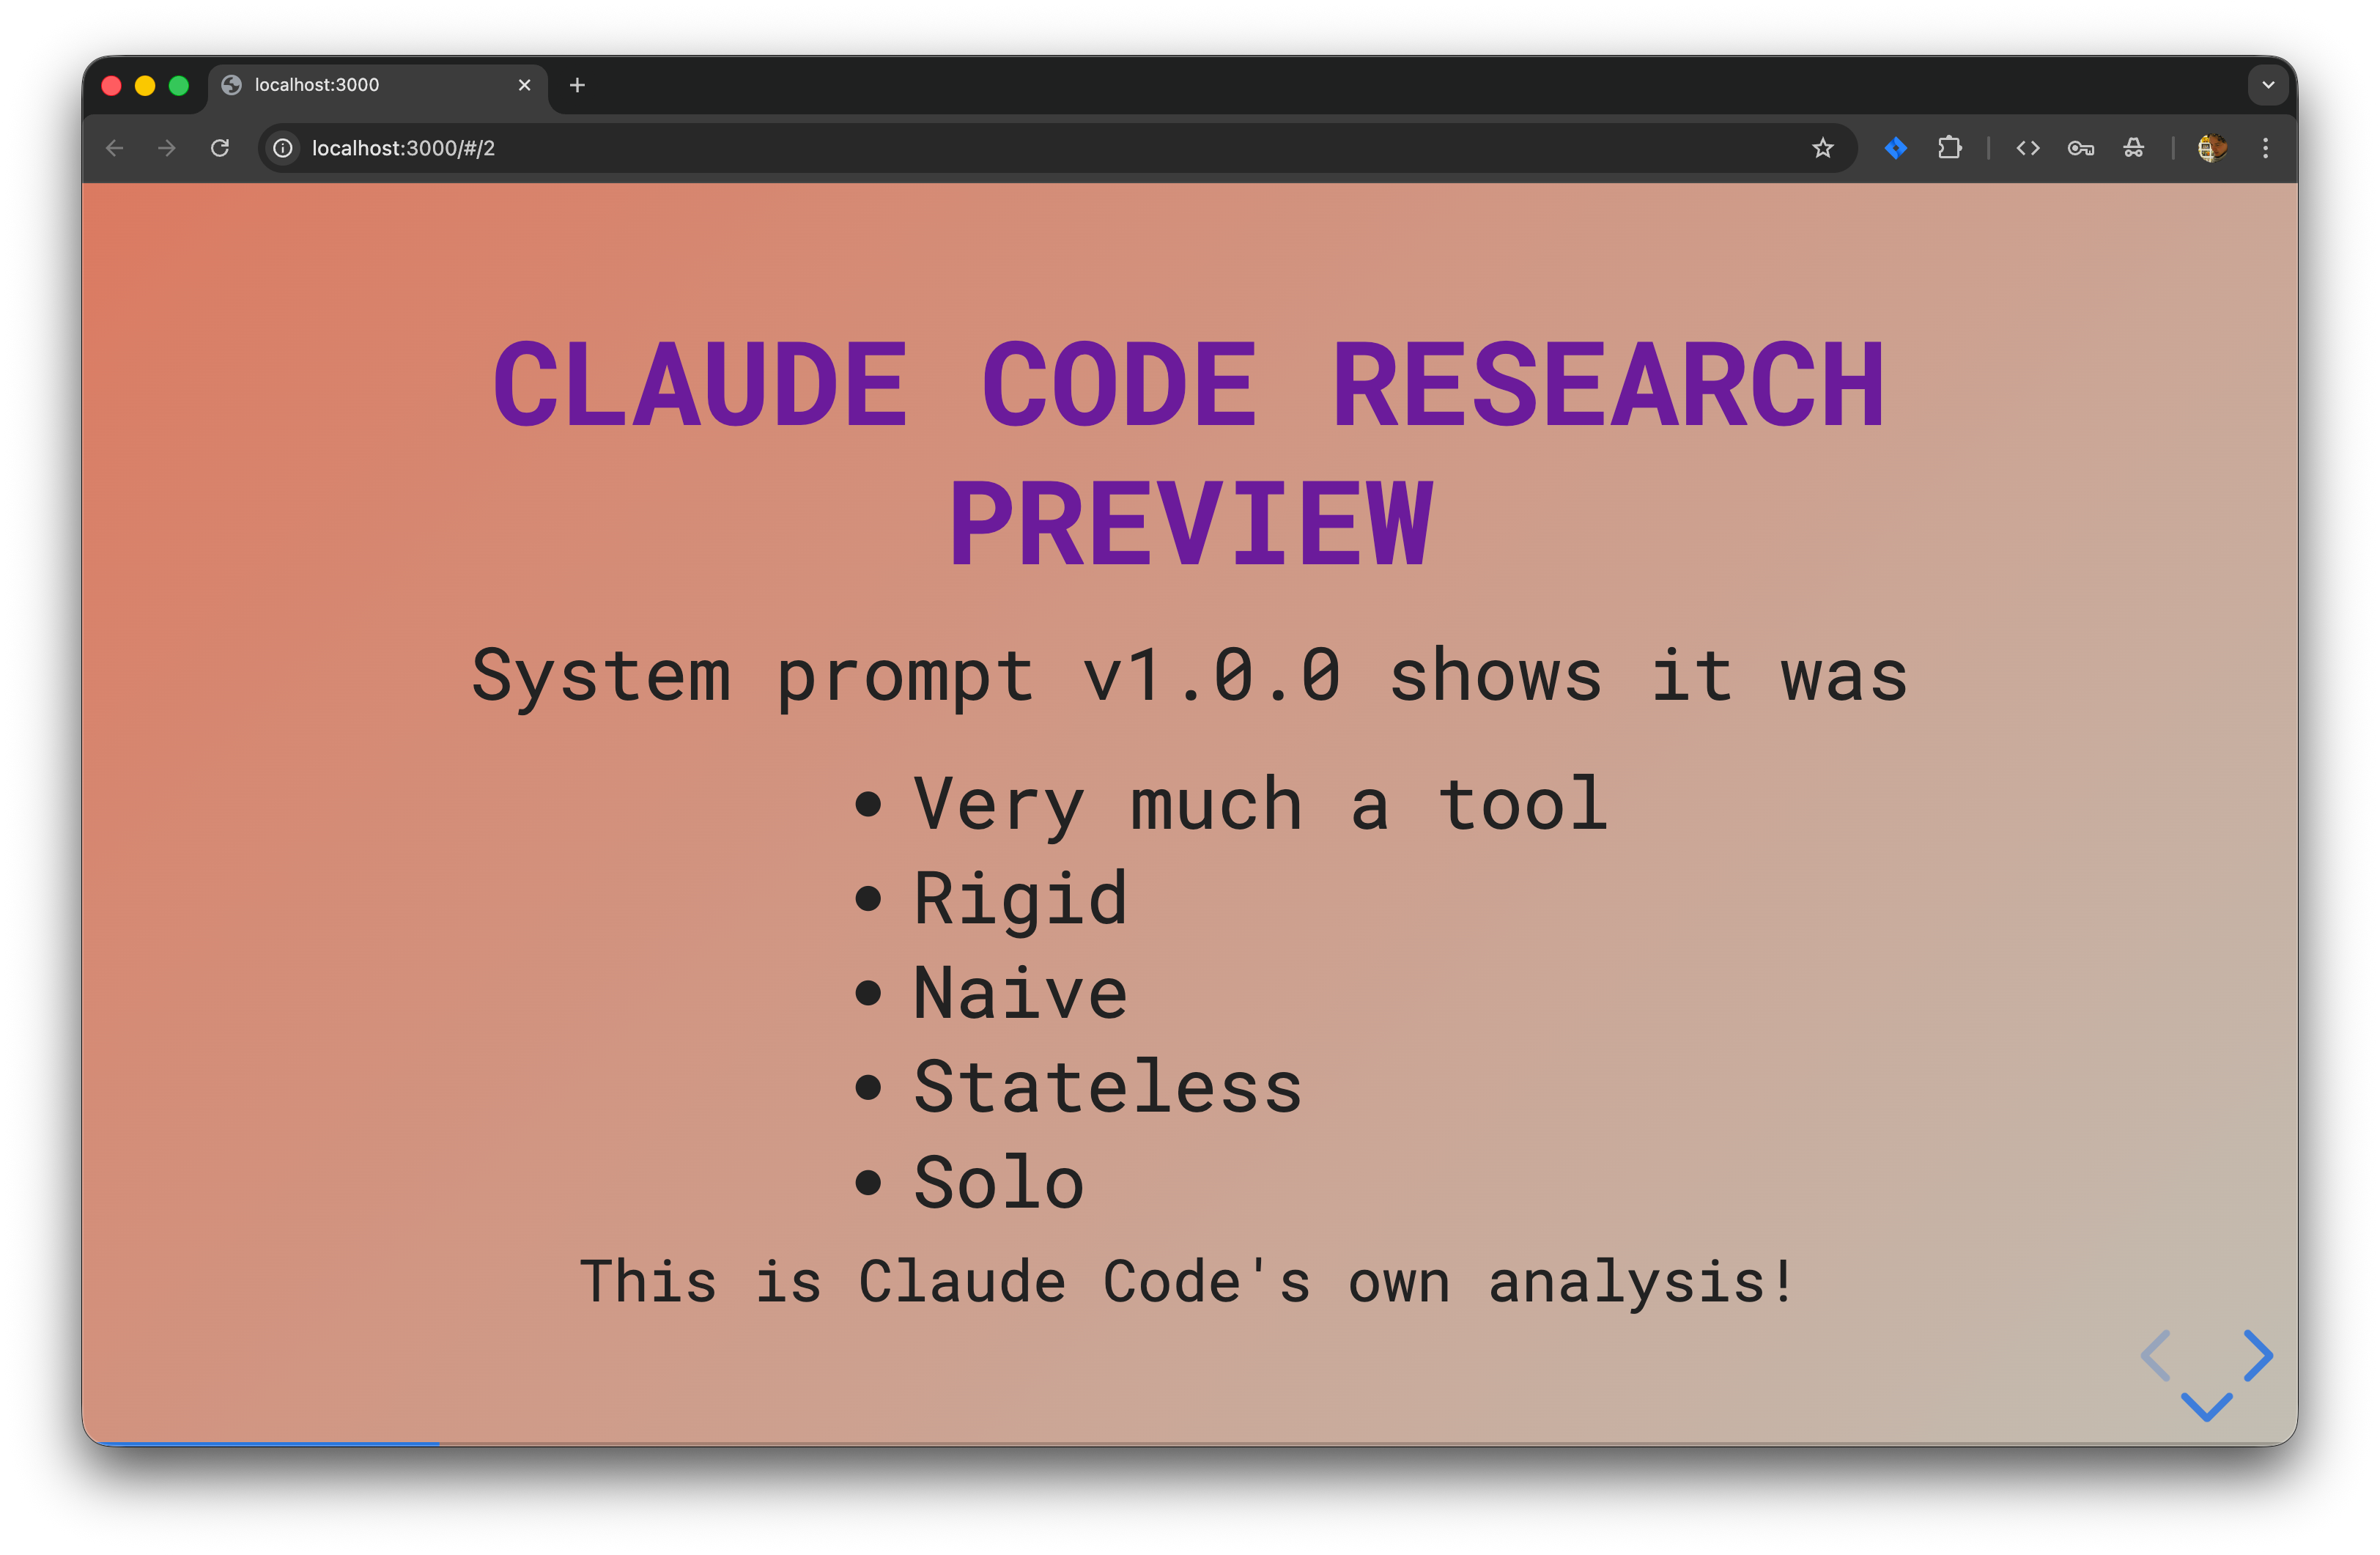 localhost:3000
localhost:3000/#/2
CLAUDE CODE RESEARCH
PREVIEW
System prompt v1.0.0 shows it was
• Very much a tool
• Rigid
• Naive
• Stateless
• Solo
This is Claude Code's own analysis!